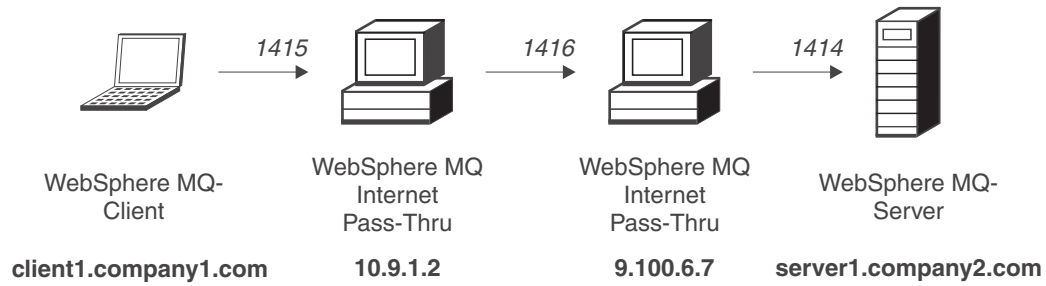 1415
1416
1414
WebSphere MQ-
Client
WebSphere MQ
Internet
Pass-Thru
WebSphere MQ
Internet
Pass-Thru
WebSphere MQ-
Server
client1.company1.com
10.9.1.2
9.100.6.7
server1.company2.com